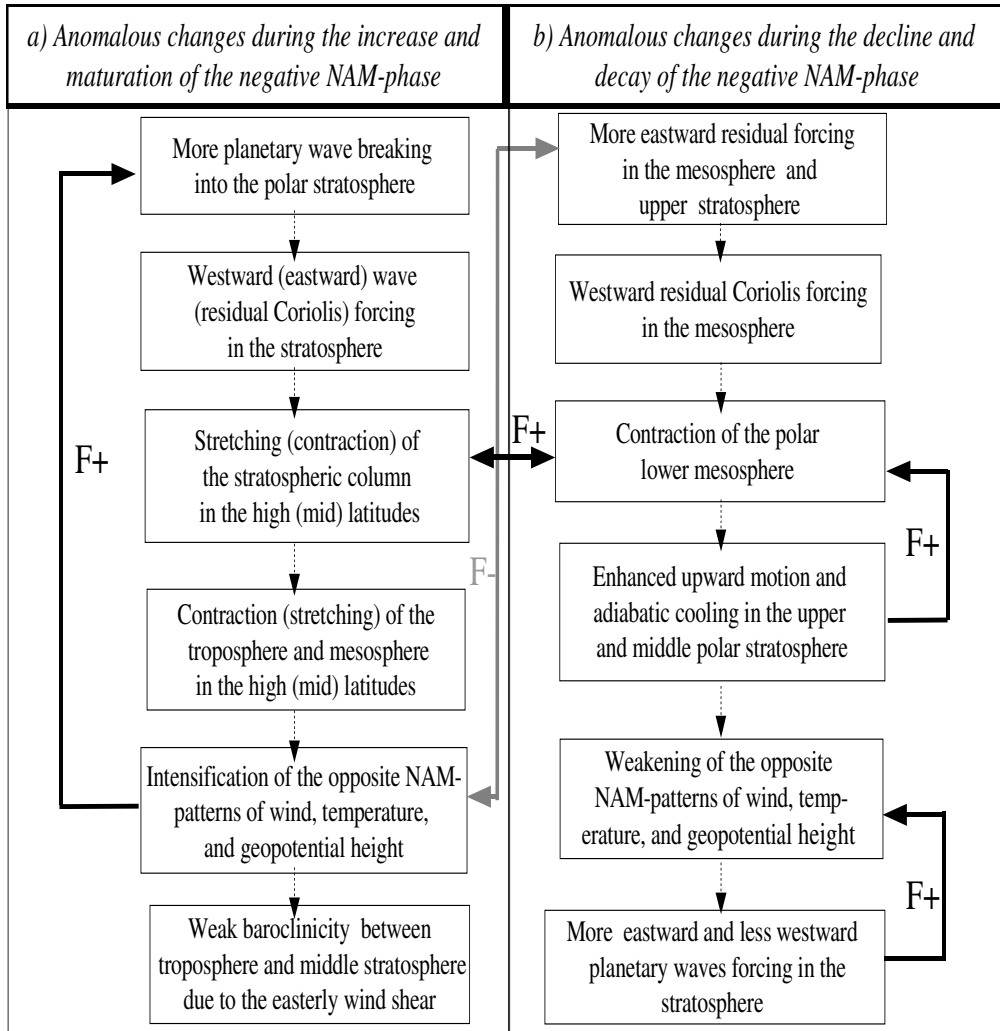 a) Anomalous changes during the increase and
maturation of the negative NAM-phase
More planetary wave breaking
into the polar stratosphere
Westward (eastward) wave
(residual Coriolis) forcing
in the stratosphere
F+
Stretching (contraction) of
the stratospheric column
in the high (mid) latitudes
Contraction (stretching) of the
troposphere and mesosphere
in the high (mid) latitudes
Intensification of the opposite NAM-
patterns of wind, temperature,
and geopotential height
Weak baroclinicity between
troposphere and middle stratosphere
due to the easterly wind shear
F+
F-
b) Anomalous changes during the decline and
decay of the negative NAM-phase
More eastward residual forcing
in the mesosphere and
upper stratosphere
Westward residual Coriolis forcing
in the mesosphere
Contraction of the polar
lower mesosphere
F+
Enhanced upward motion and
adiabatic cooling in the upper
and middle polar stratosphere
Weakening of the opposite
NAM-patterns of wind, temp-
erature, and geopotential height
F+
More eastward and less westward
planetary waves forcing in the
stratosphere